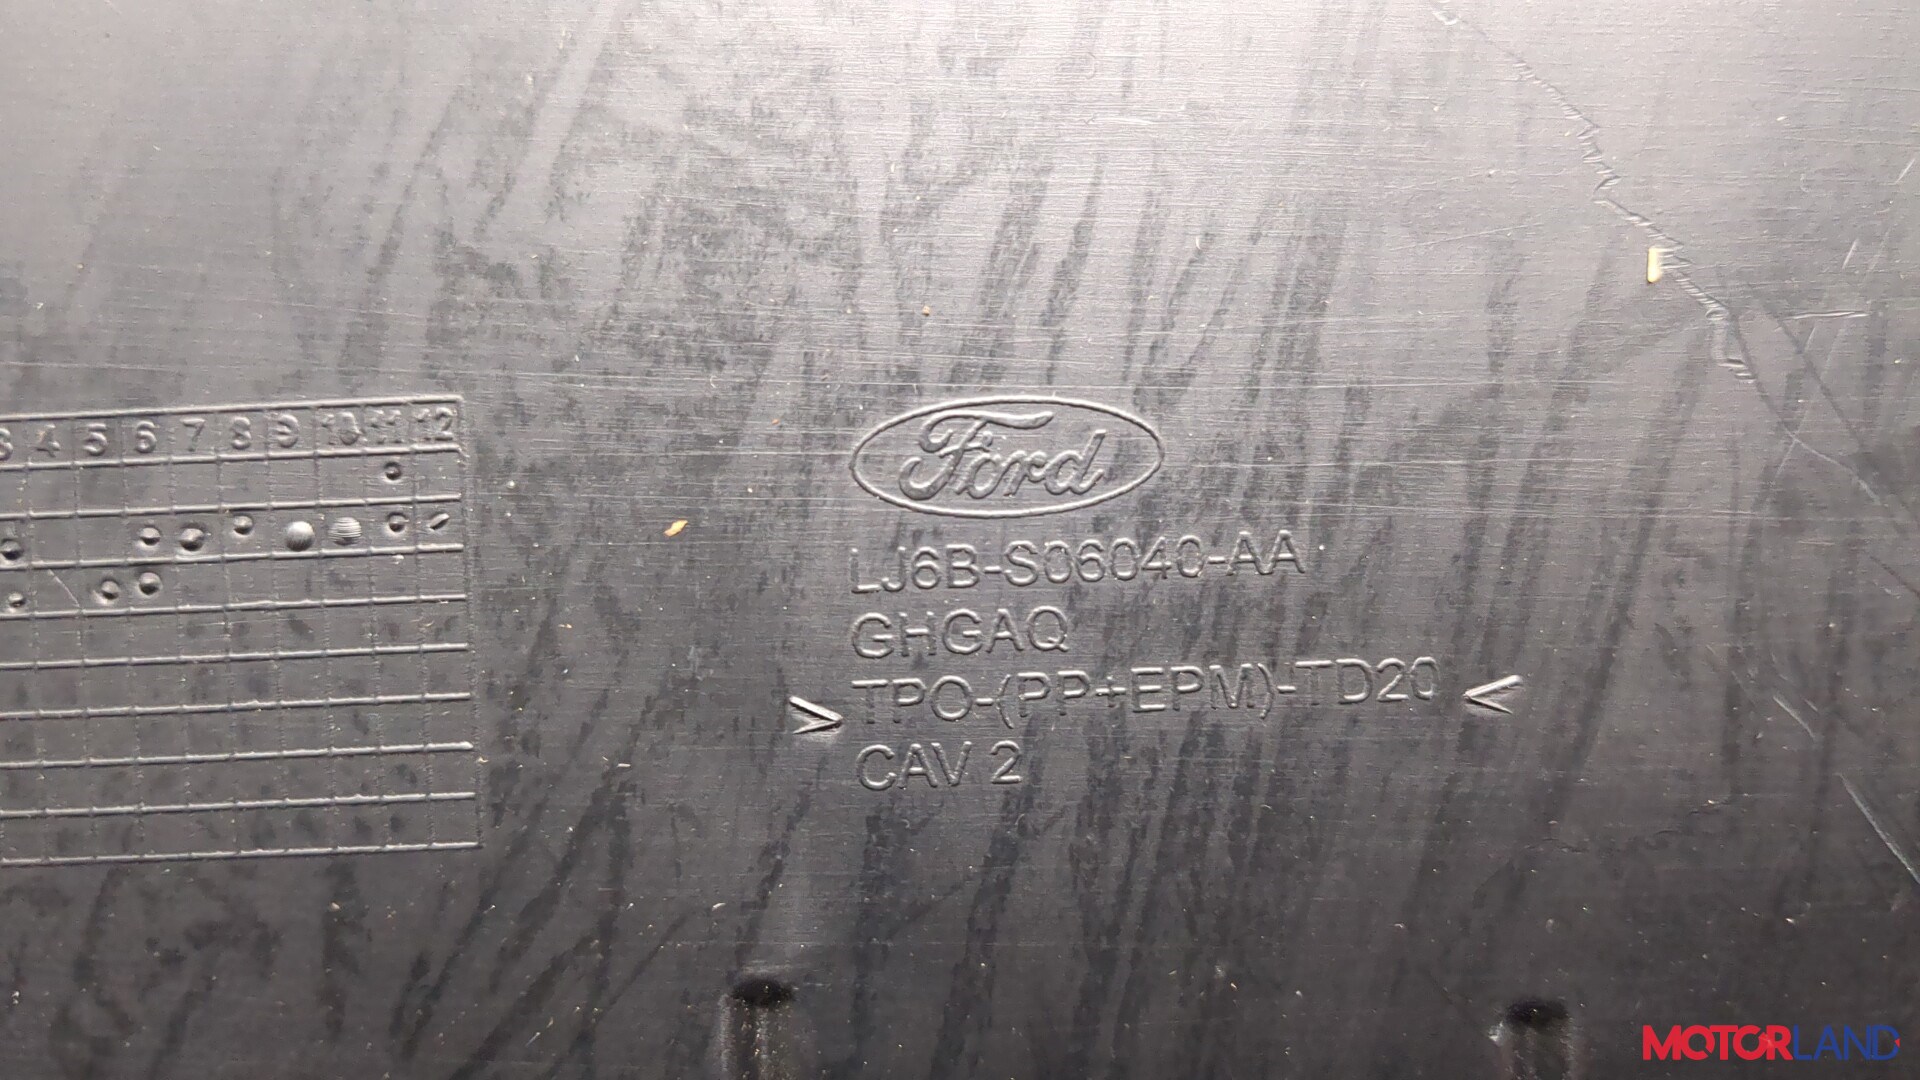 3 4 5 6 7 8 9 10 11 12
Ford
LJ6B-S06040-AA
GHGAQ
>TPO-(PP+EPM)-TD20<
CAV 2
MOTORLAND